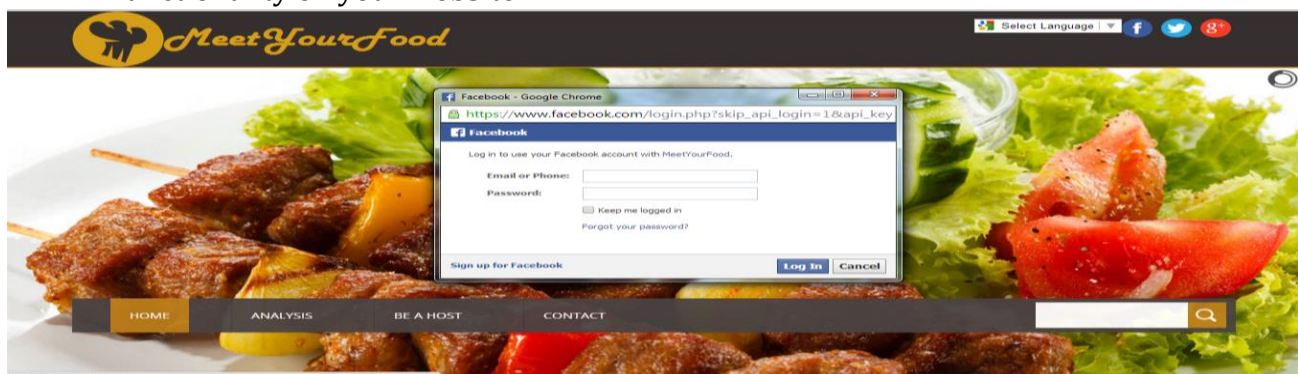 MeetYourFood
Select Language
f
8+
Facebook - Google Chrome
https://www.facebook.com/login.php?skip_api_login=1&api_key
f Facebook
Log in to use your Facebook account with MeetYourFood.
Email or Phone:
Password:
Keep me logged in
Forgot your password?
Sign up for Facebook
Log In Cancel
HOME ANALYSIS BE A HOST CONTACT